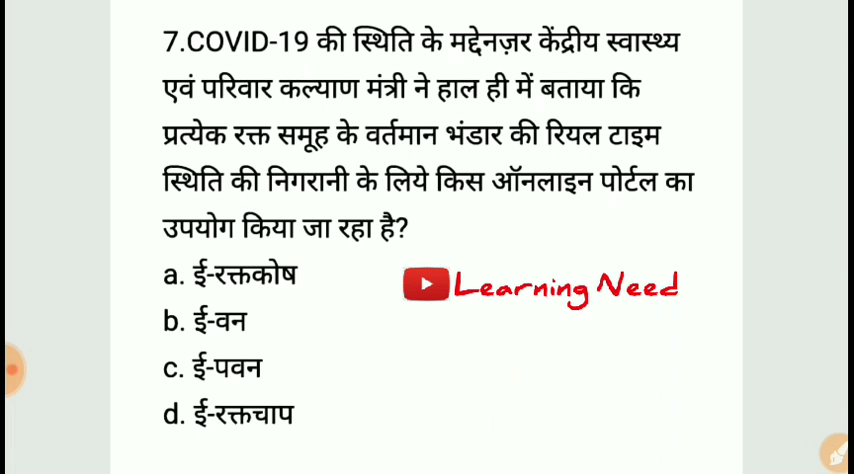 7.COVID-19 की स्थिति के मद्देनज़र केंद्रीय स्वास्थ्य
एवं परिवार कल्याण मंत्री ने हाल ही में बताया कि
प्रत्येक रक्त समूह के वर्तमान भंडार की रियल टाइम
स्थिति की निगरानी के लिये किस ऑनलाइन पोर्टल का
उपयोग किया जा रहा है?
a. ई-रक्तकोष
Learning Need
b. ई-वन
c. ई-पवन
d. ई-रक्तचाप